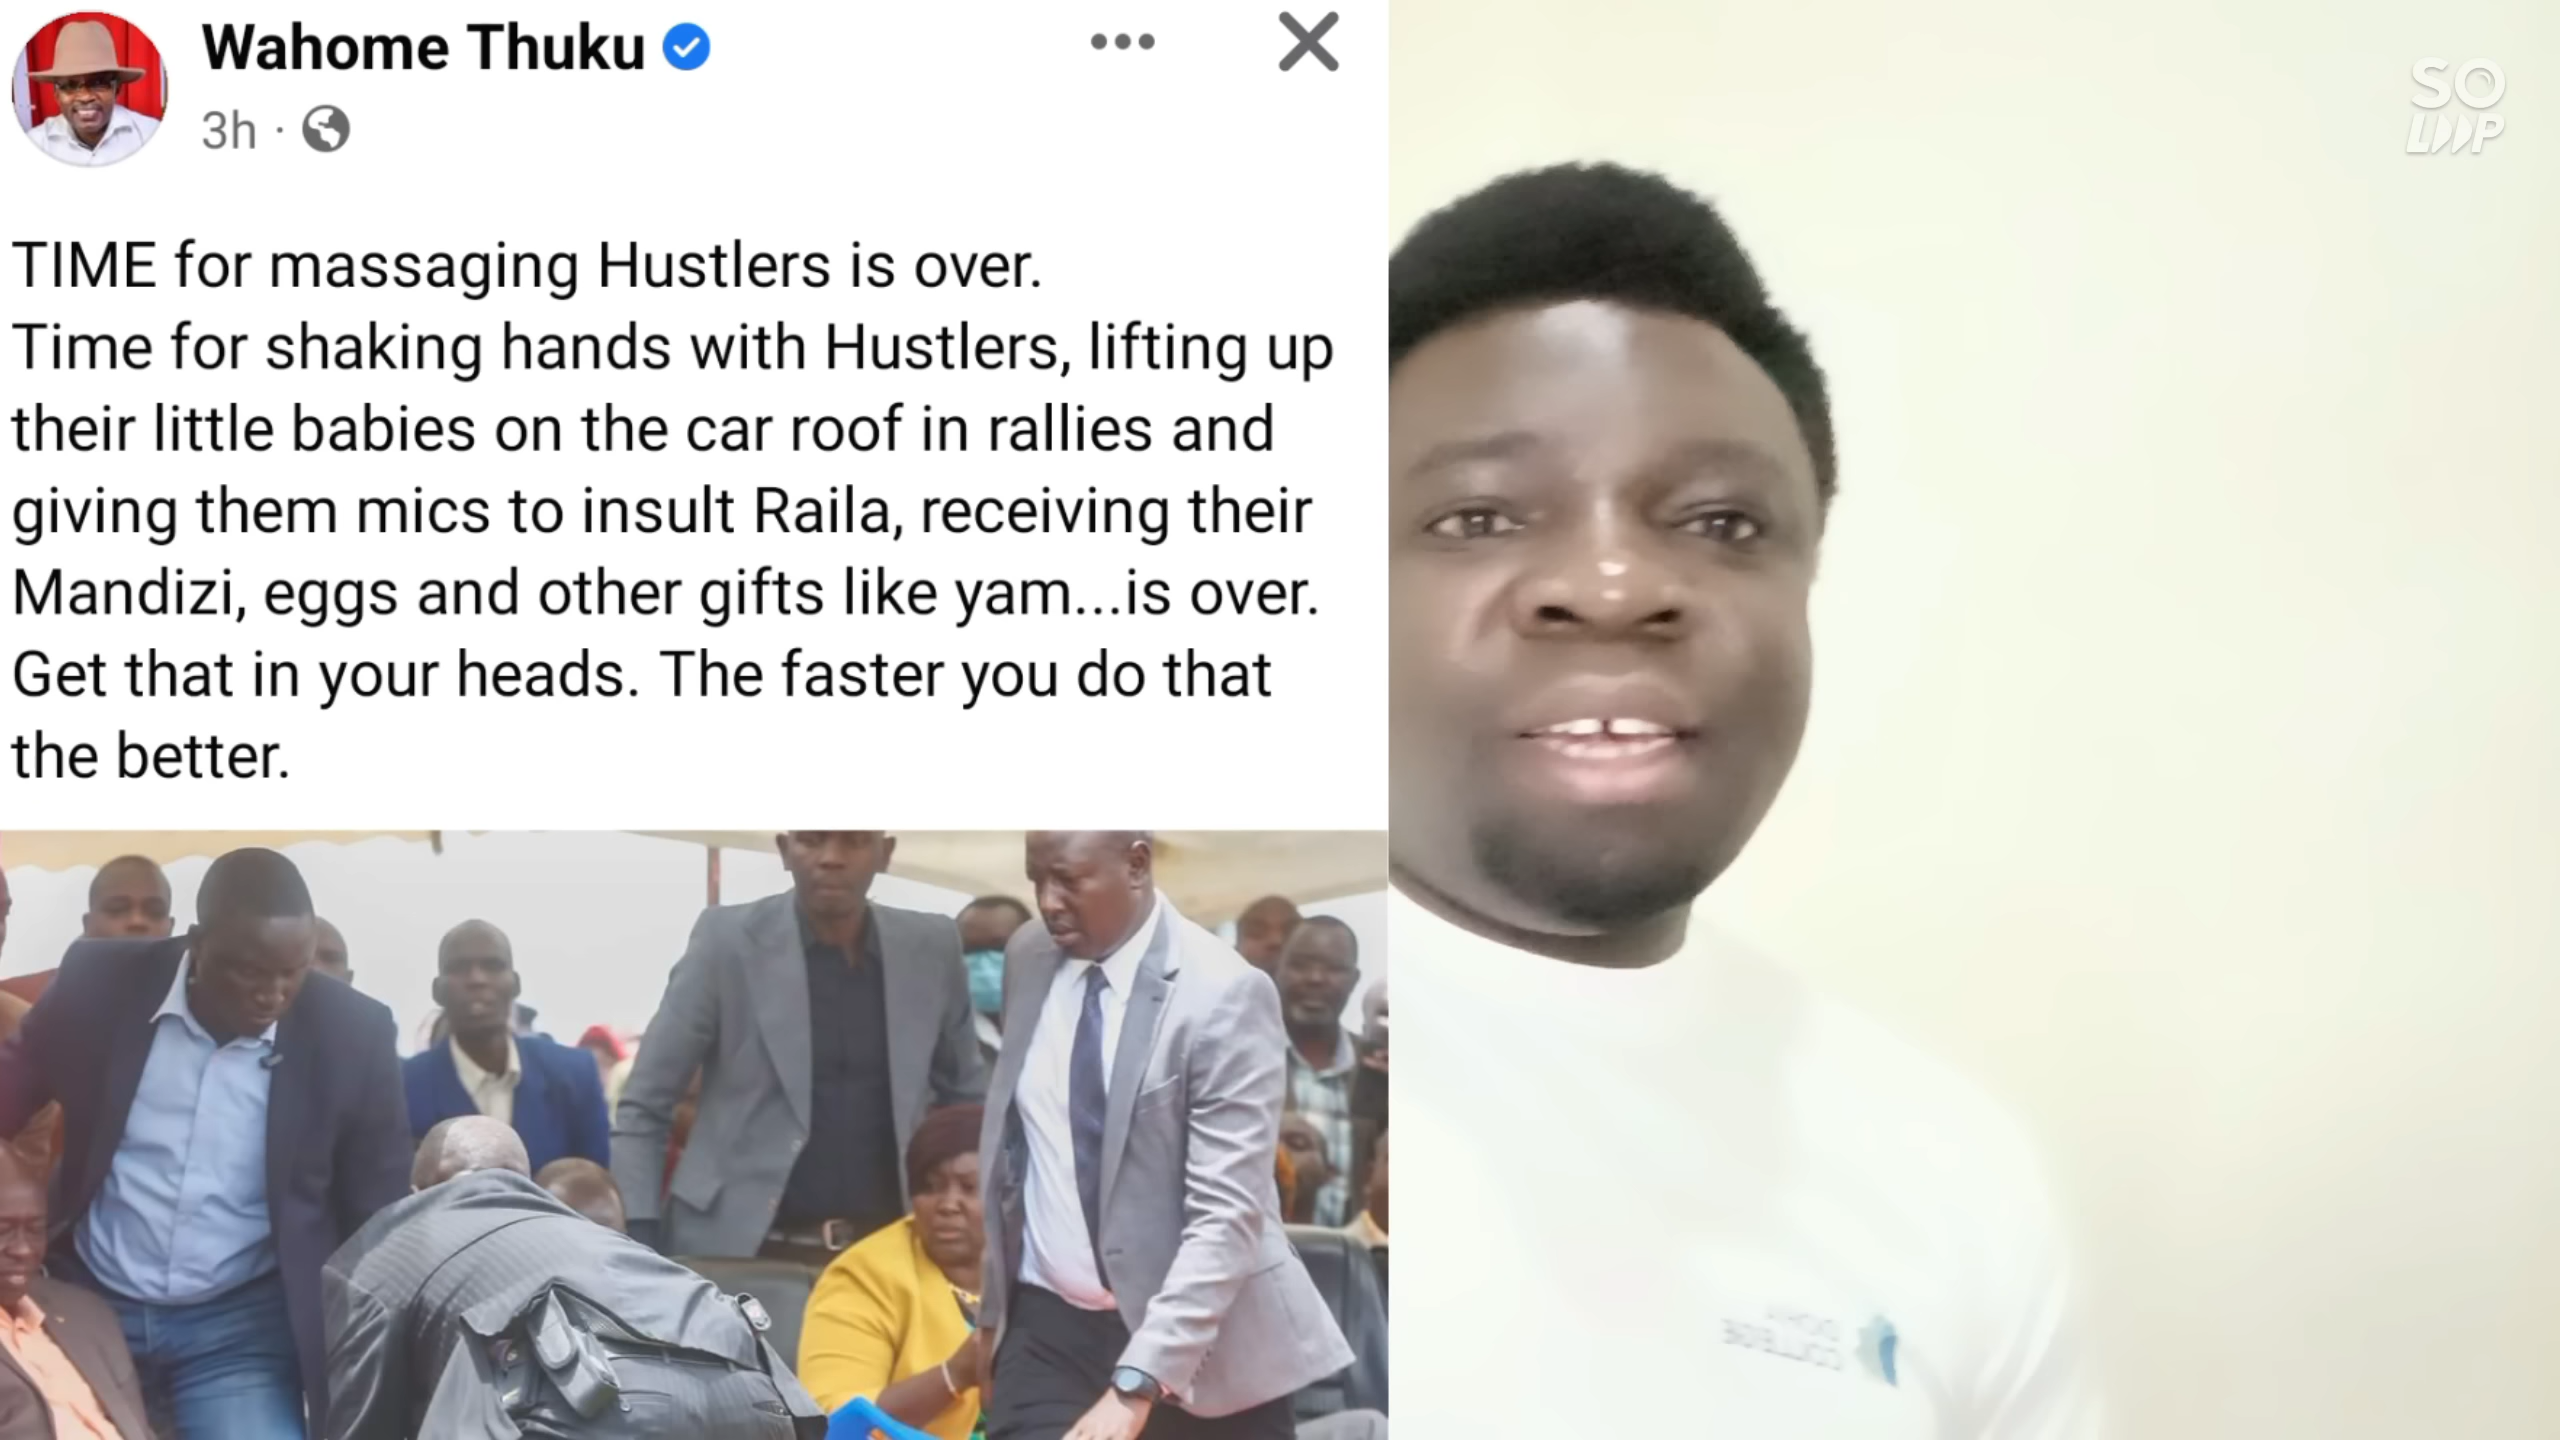 Wahome Thuku
3h ·
TIME for massaging Hustlers is over.
Time for shaking hands with Hustlers, lifting up
their little babies on the car roof in rallies and
giving them mics to insult Raila, receiving their
Mandizi, eggs and other gifts like yam...is over.
Get that in your heads. The faster you do that
the better.
SO
LOOP
DOHA
COLLEGE